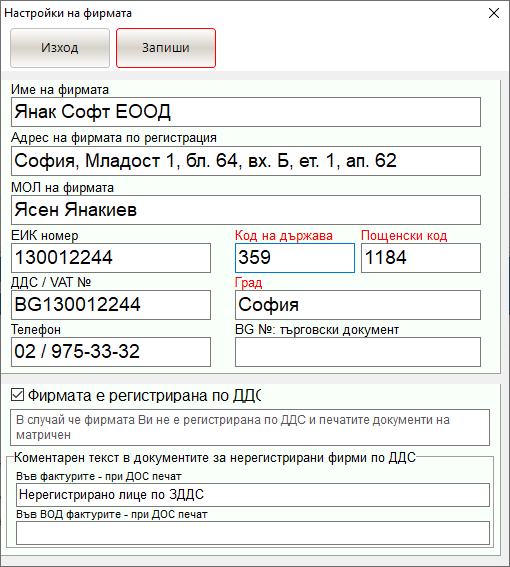 Настройки на фирмата
Изход Запиши
Име на фирмата
Янак Софт ЕООД
Адрес на фирмата по регистрация
София, Младост 1, бл. 64, вх. Б, ет. 1, ап. 62
МОЛ на фирмата
Ясен Янакиев
ЕИК номер Код на държава Пощенски код
130012244 359 1184
ДДС / VAT № Град
BG130012244 София
Телефон BG №: търговски документ
02 / 975-33-32
Фирмата е регистрирана по ДДС
В случай че фирмата Ви не е регистрирана по ДДС и печатите документи на
матричен
Коментарен текст в документите за нерегистрирани фирми по ДДС
Във фактурите - при ДОС печат
Нерегистрирано лице по ЗДДС
Във ВОД фактурите - при ДОС печат